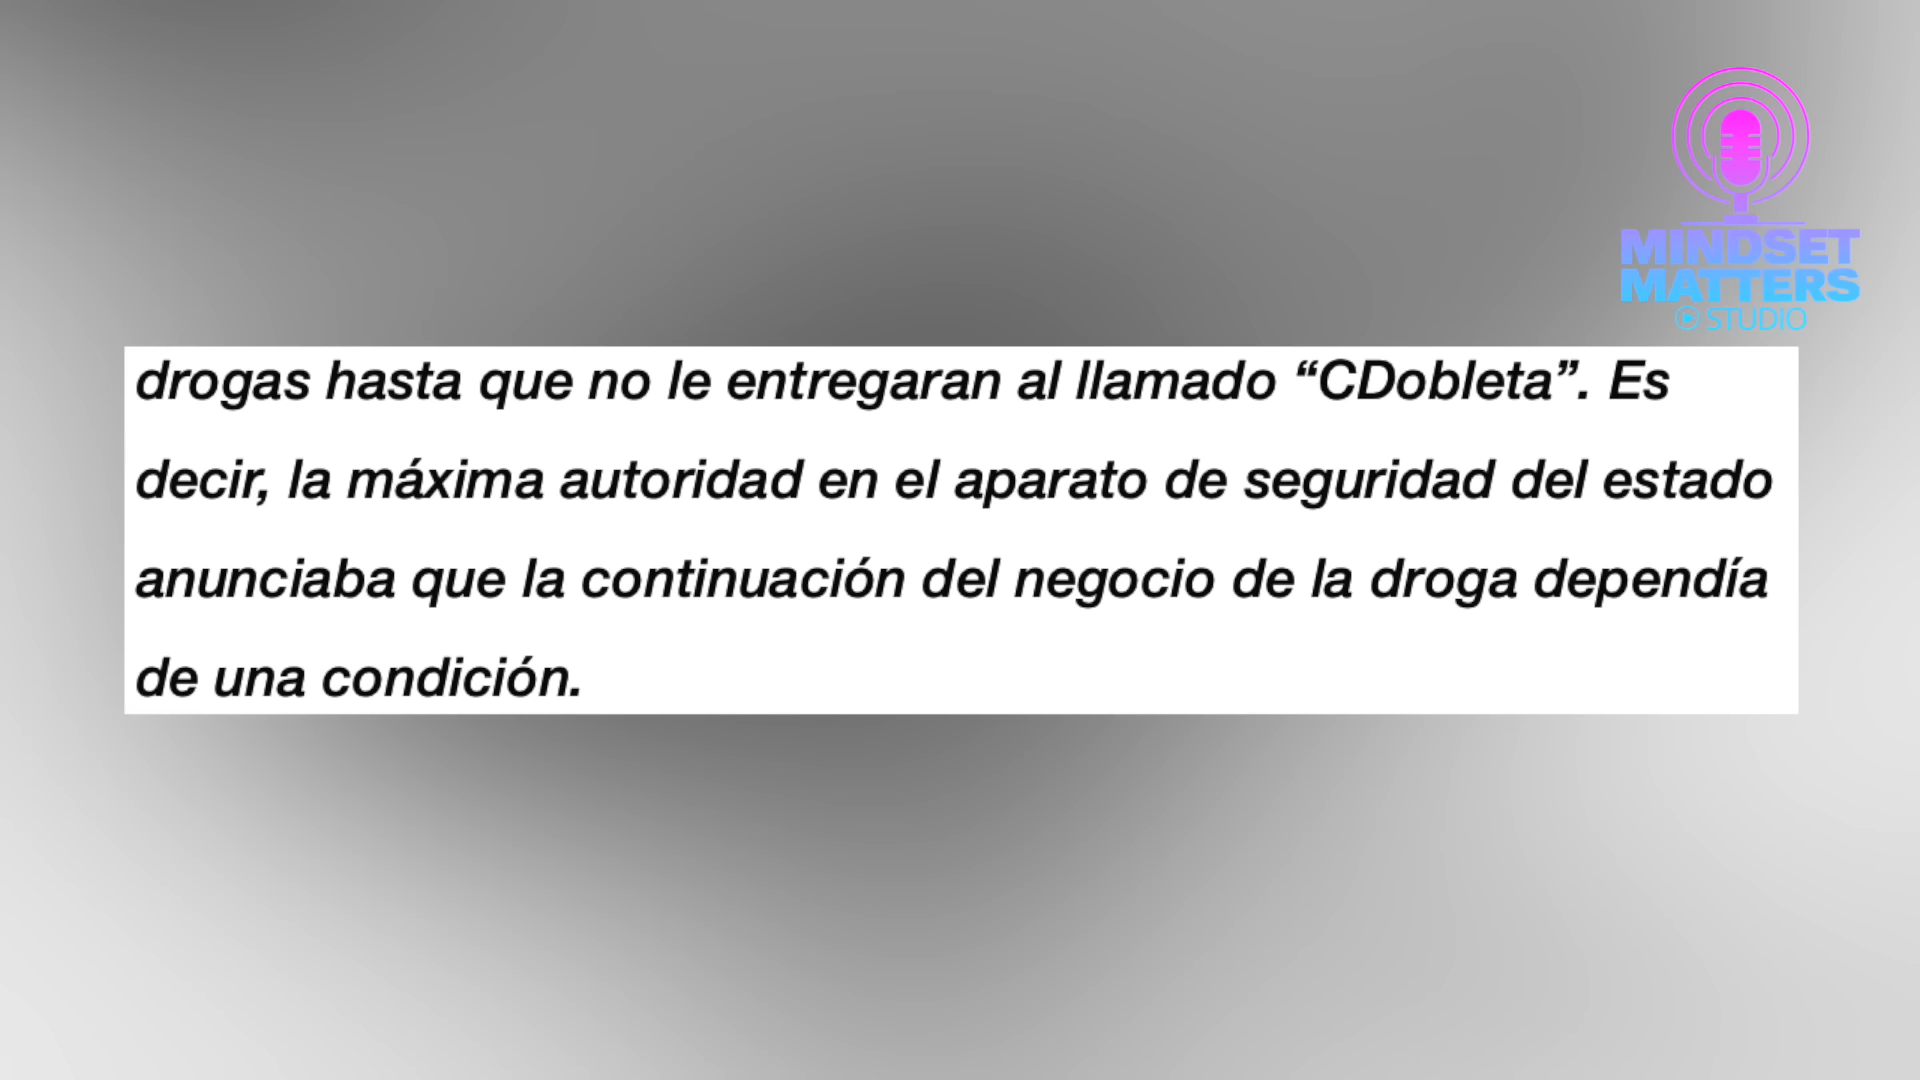 MINDSET
MATTERS
STUDIO
drogas hasta que no le entregaran al llamado “CDobleta”. Es
decir, la máxima autoridad en el aparato de seguridad del estado
anunciaba que la continuación del negocio de la droga dependía
de una condición.